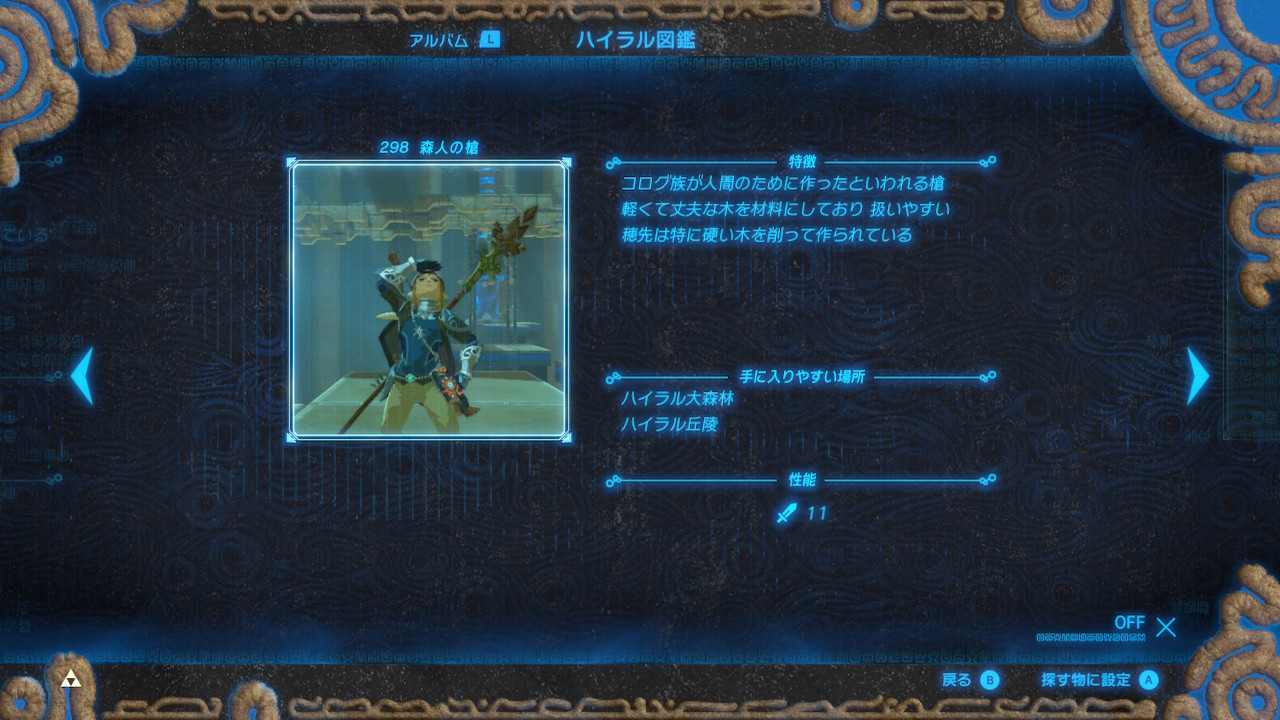 アルバム L
ハイラル図鑑
298 森人の槍
特徴
コログ族が人間のために作ったといわれる槍
軽くて丈夫な木を材料にしており 扱いやすい
穂先は特に硬い木を削って作られている
手に入りやすい場所
ハイラル大森林
ハイラル丘陵
性能
11
OFF
戻る B
探す物に設定 A